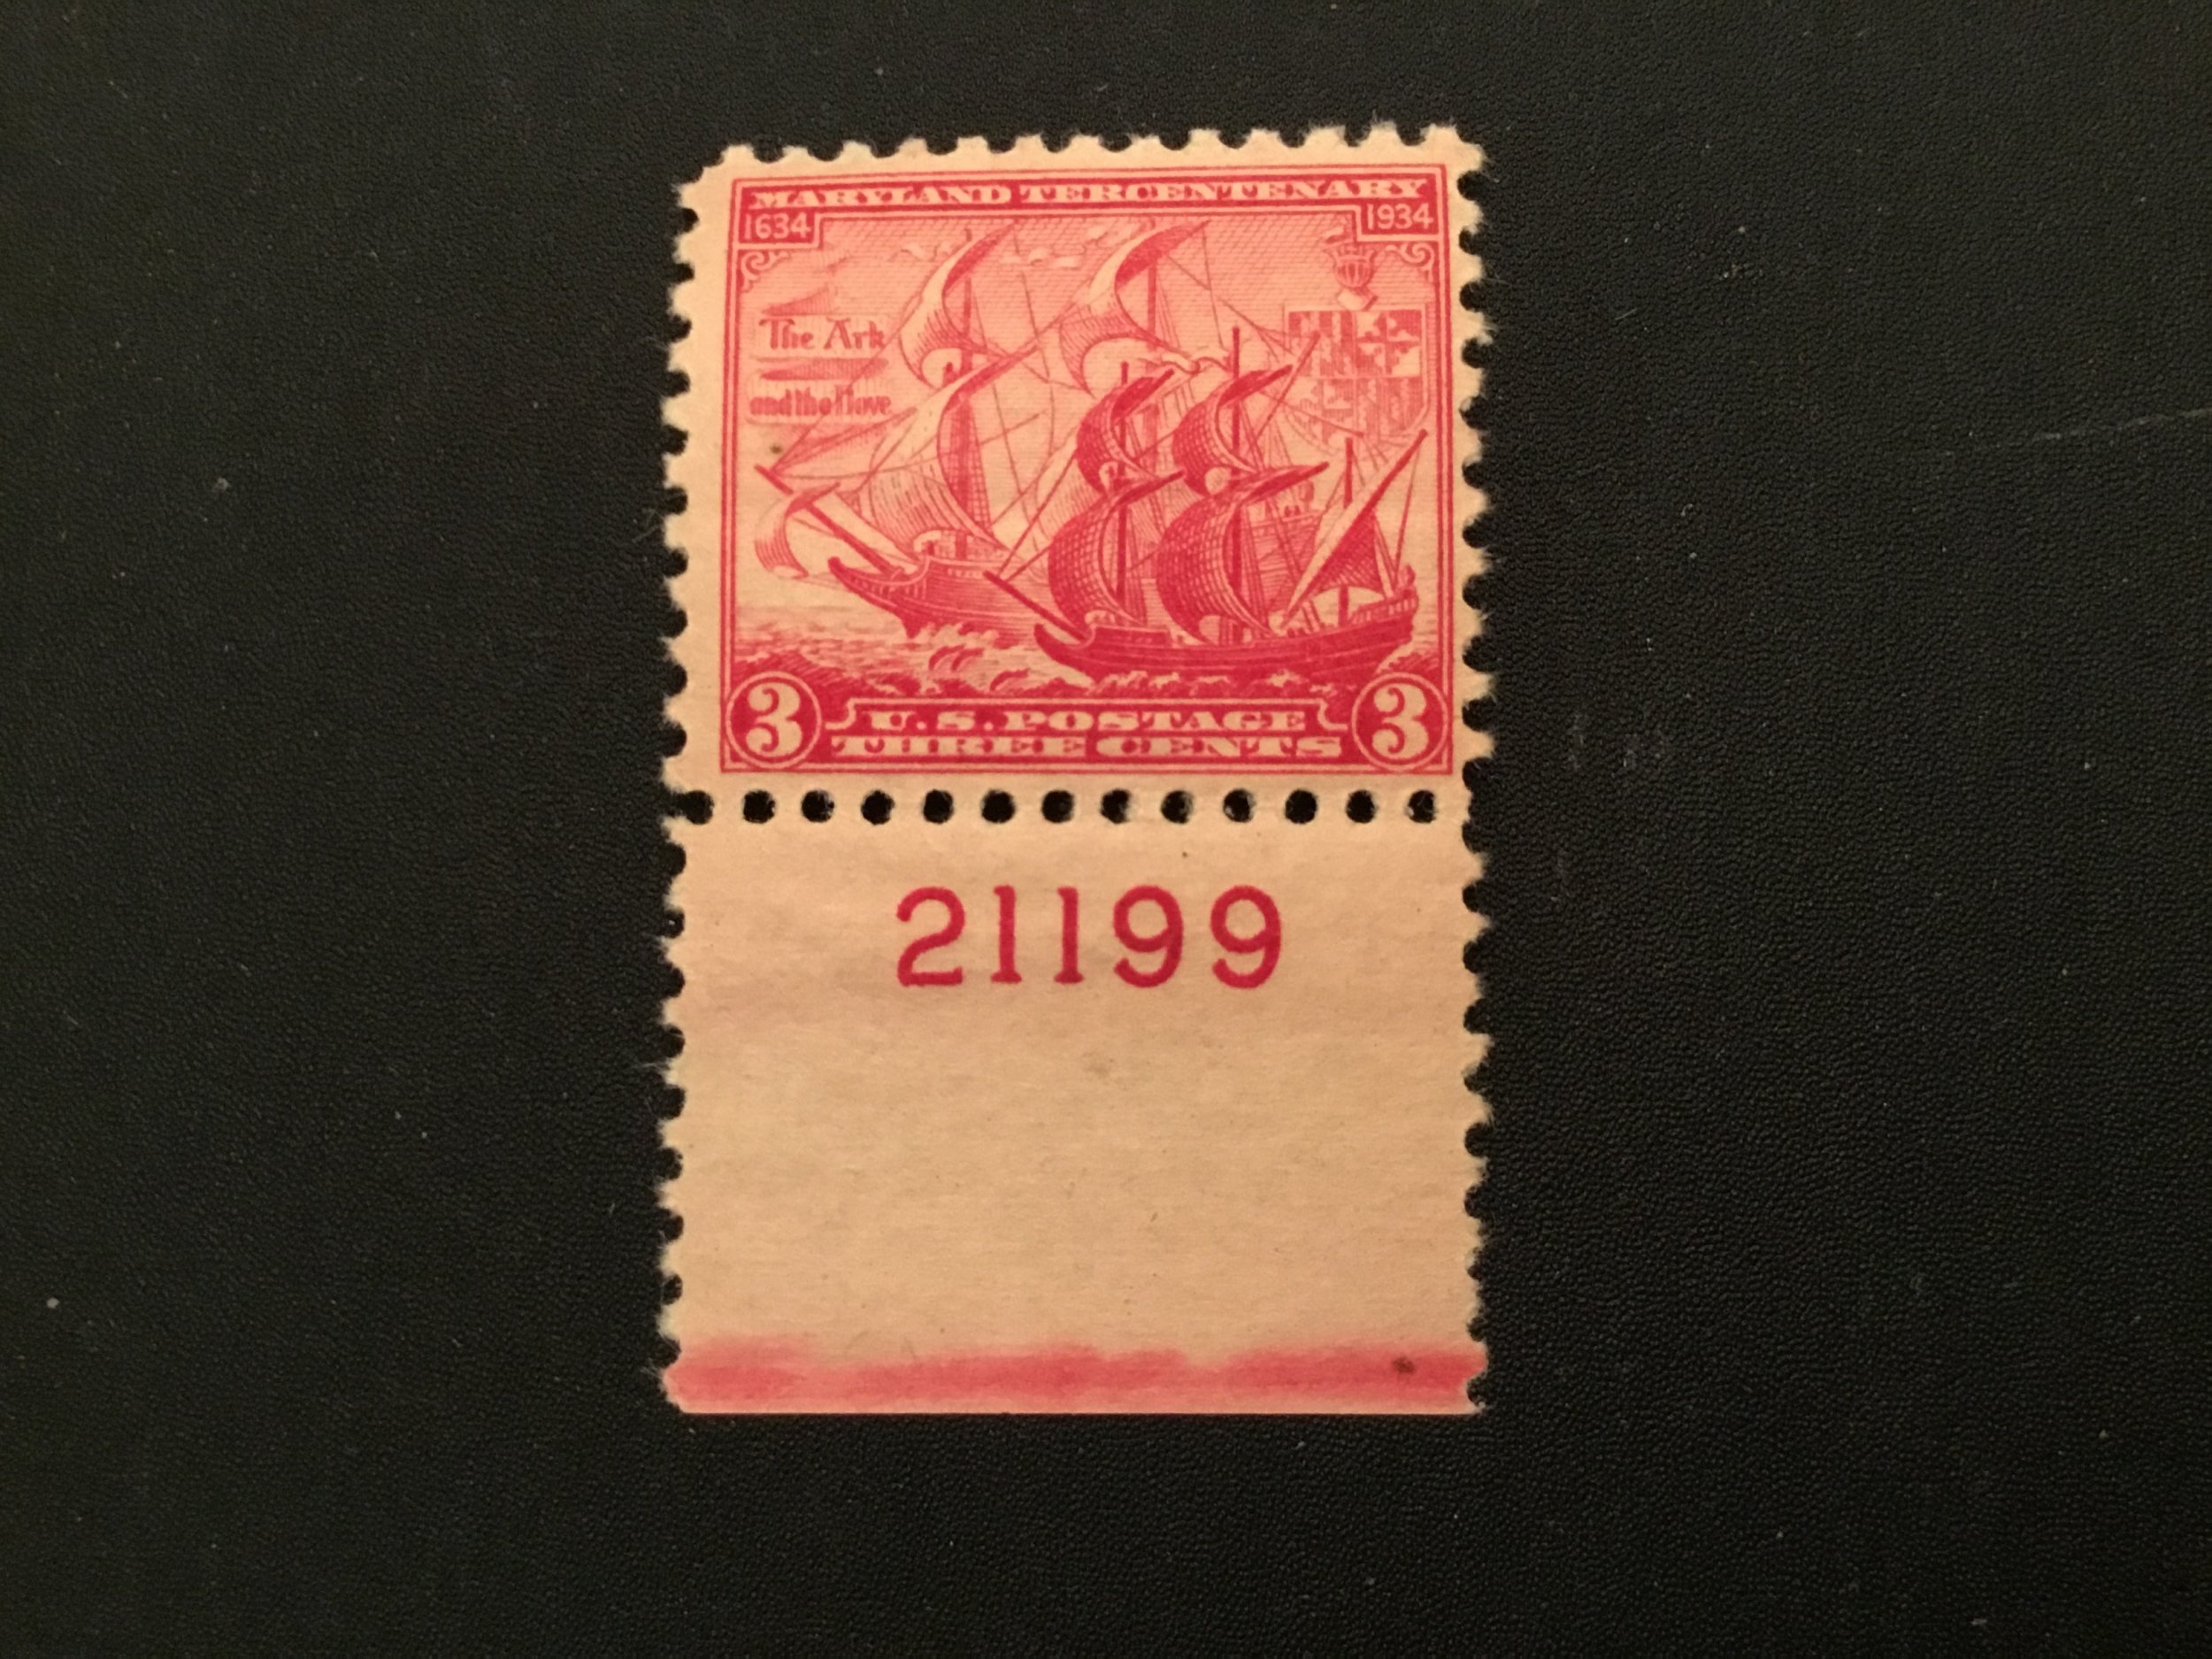 MARYLAND TERCENTENARY
1634 1934
The Ark
and the Dove
3 U.S. POSTAGE 3
THREE CENTS
21199